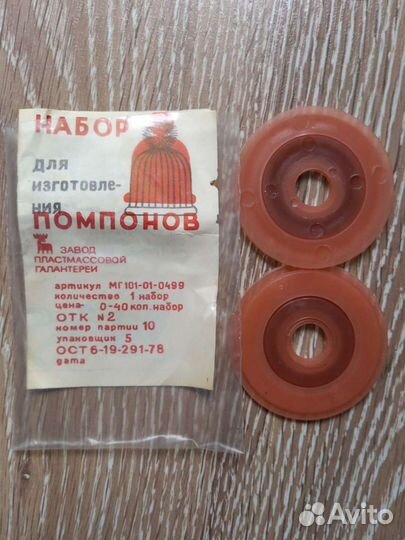 НАБОР
для
изготовле-
ния
ПОМПОНОВ
ЗАВОД
ПЛАСТМАССОВОЙ
ГАЛАНТЕРЕИ
артикул МГ101-01-0499
количество 1 набор
цена- 0-40 коп. набор
ОТК №2
номер партии 10
упаковщик 5
ОСТ 6-19-291-78
дата
Avito